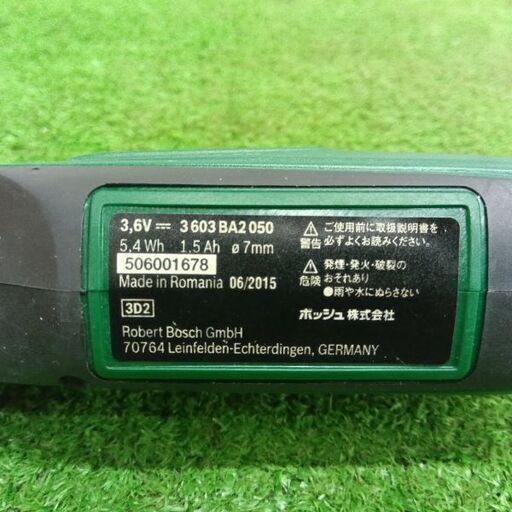 3,6V ⎓ 3 603 BA2 050
5,4 Wh 1.5 Ah ø 7mm
506001678
Made in Romania 06/2015
3D2
Robert Bosch GmbH
70764 Leinfelden-Echterdingen, GERMANY
警告 ご使用前に取扱説明書を
必ずよくお読みください。
危険 発煙・発火・破裂の
おそれあり
●雨や水にぬらさない
ボッシュ株式会社